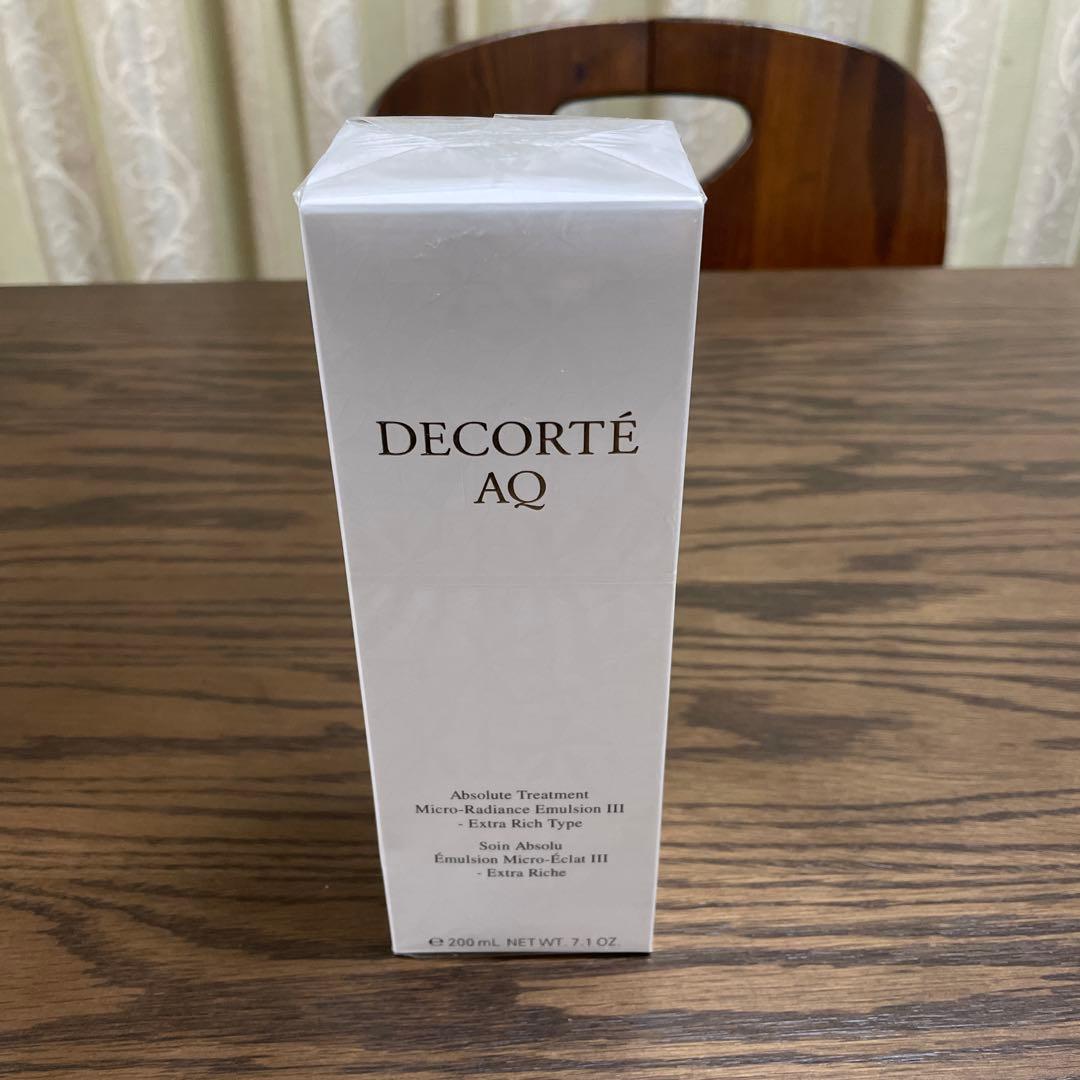 DECORTÉ
AQ
Absolute Treatment
Micro-Radiance Emulsion III
- Extra Rich Type
Soin Absolu
Émulsion Micro-Éclat III
- Extra Riche
℮ 200 mL NET WT. 7.1 OZ.